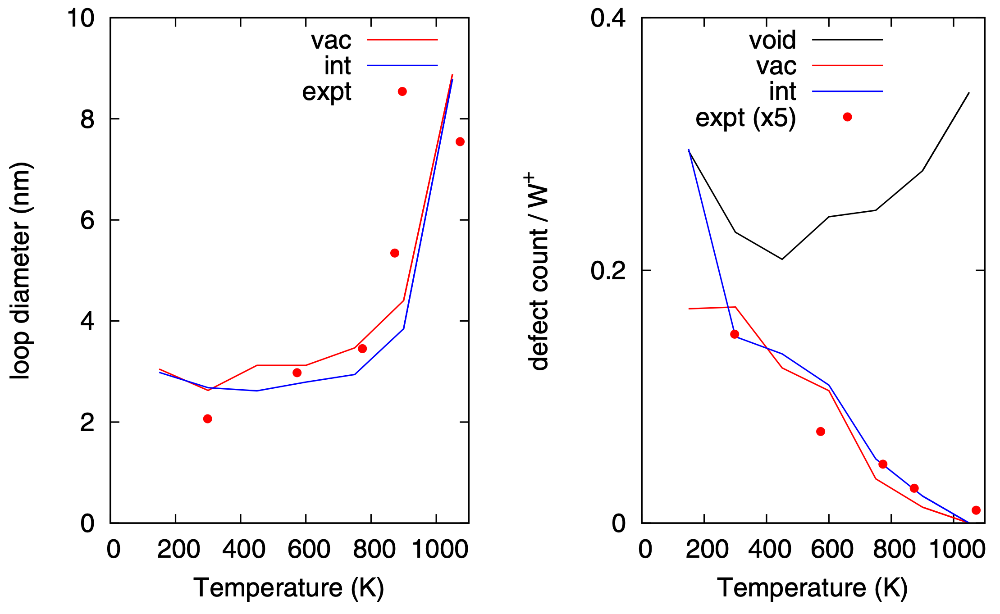 loop diameter (nm)
10
8
6
4
2
0
vac
int
expt
0 200 400 600 800 1000
Temperature (K)
defect count / W⁺
0.4
0.2
0
void
vac
int
expt (x5)
0 200 400 600 800 1000
Temperature (K)